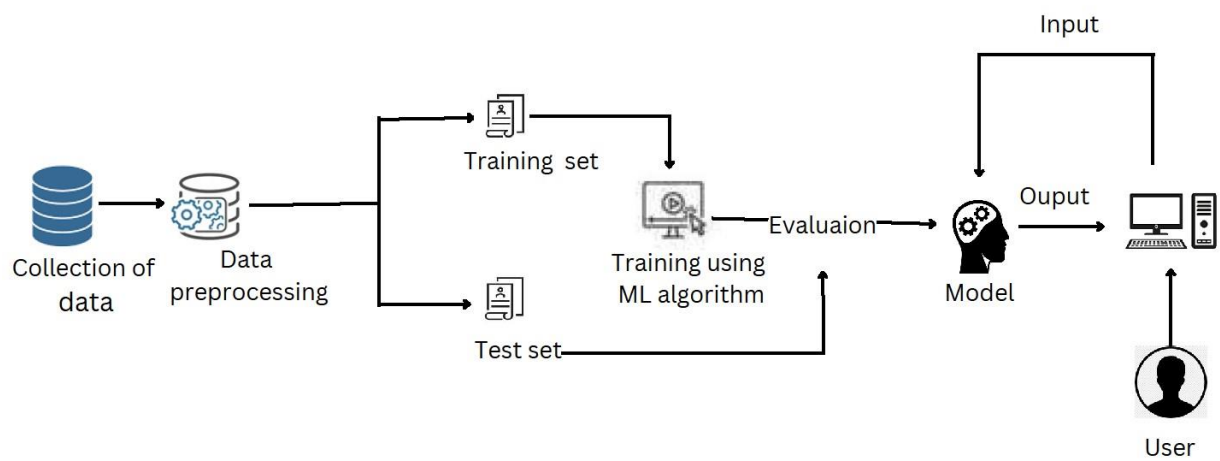 Input
Training  set
Ouput
Evaluaion
Collection of
data
Data
preprocessing
Training using
ML algorithm
Model
Test set
User